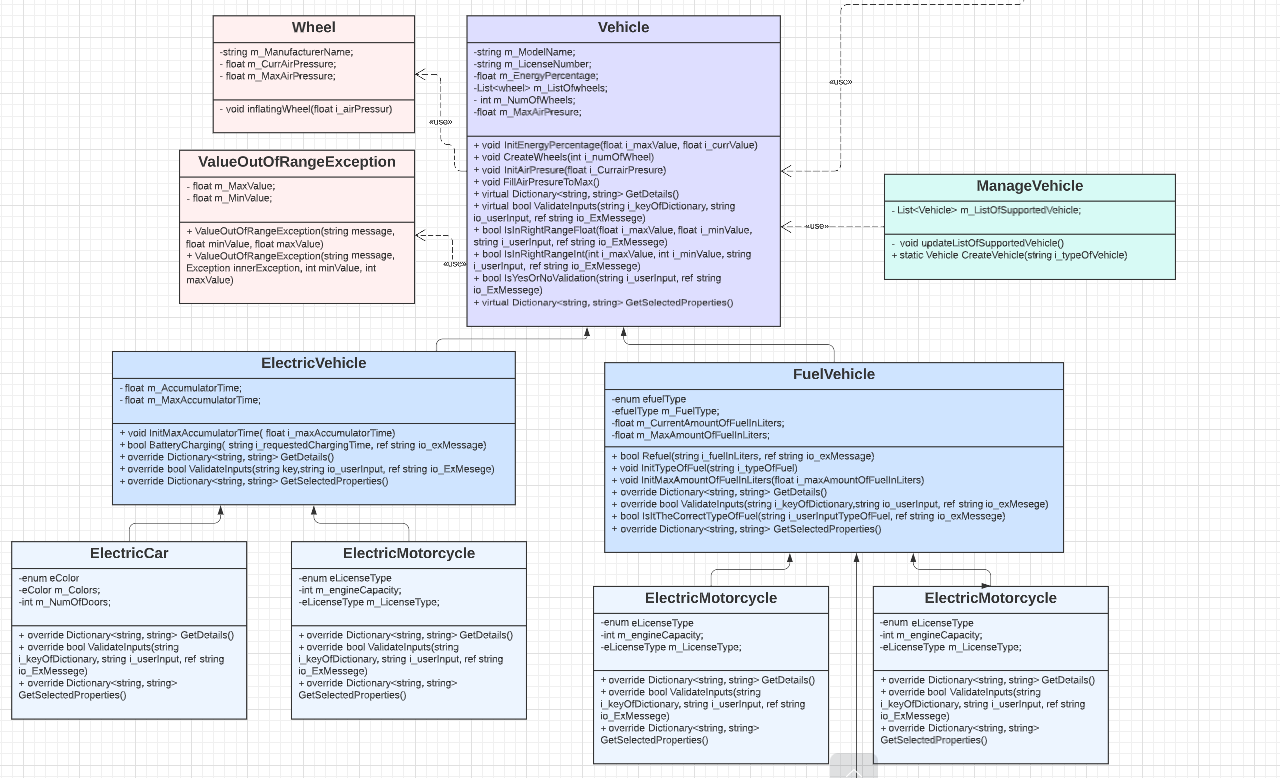 Wheel
-string m_ManufacturerName;
- float m_CurrAirPressure;
- float m_MaxAirPressure;
- void inflatingWheel(float i_airPressur)
Vehicle
-string m_ModelName;
-string m_LicenseNumber;
-float m_EnergyPercentage;
-List<wheel> m_ListOfwheels;
- int m_NumOfWheels;
-float m_MaxAirPresure;
+ void InitEnergyPercentage(float i_maxValue, float i_currValue)
+ void CreateWheels(int i_numOfWheel)
+ void InitAirPresure(float i_CurrairPresure)
+ void FillAirPresureToMax()
+ virtual Dictionary<string, string> GetDetails()
+ virtual bool ValidateInputs(string i_keyOfDictionary, string
io_userInput, ref string io_ExMessege)
+ bool IsInRightRangeFloat(float i_maxValue, float i_minValue,
string i_userInput, ref string io_ExMessege)
+ bool IsInRightRangeInt(int i_maxValue, int i_minValue, string
i_userInput, ref string io_ExMessege)
+ bool IsYesOrNoValidation(string i_userInput, ref string
io_ExMessege)
+ virtual Dictionary<string, string> GetSelectedProperties()
«use»
«use»
«use»
«use»
ValueOutOfRangeException
- float m_MaxValue;
- float m_MinValue;
+ ValueOutOfRangeException(string message,
float minValue, float maxValue)
+ ValueOutOfRangeException(string message,
Exception innerException, int minValue, int
maxValue)
ManageVehicle
- List<Vehicle> m_ListOfSupportedVehicle;
- void updateListOfSupportedVehicle()
+ static Vehicle CreateVehicle(string i_typeOfVehicle)
ElectricVehicle
- float m_AccumulatorTime;
- float m_MaxAccumulatorTime;
+ void InitMaxAccumulatorTime( float i_maxAccumulatorTime)
+ bool BatteryCharging( string i_requestedChargingTime, ref string io_exMessage)
+ override Dictionary<string, string> GetDetails()
+ override bool ValidateInputs(string key,string io_userInput, ref string io_ExMesege)
+ override Dictionary<string, string> GetSelectedProperties()
FuelVehicle
-enum efuelType
-efuelType m_FuelType;
-float m_CurrentAmountOfFuelInLiters;
-float m_MaxAmountOfFuelInLiters;
+ bool Refuel(string i_fuelInLiters, ref string io_exMessage)
+ void InitTypeOfFuel(string i_typeOfFuel)
+ void InitMaxAmountOfFuelInLiters(float i_maxAmountOfFuelInLiters)
+ override Dictionary<string, string> GetDetails()
+ override bool ValidateInputs(string i_keyOfDictionary,string io_userInput, ref string io_exMesege)
+ bool IsItTheCorrectTypeOfFuel(string i_userInputTypeOfFuel, ref string io_exMessage)
+ override Dictionary<string, string> GetSelectedProperties()
ElectricCar
-enum eColor
-eColor m_Colors;
-int m_NumOfDoors;
+ override Dictionary<string, string> GetDetails()
+ override bool ValidateInputs(string
i_keyOfDictionary, string i_userInput, ref string
io_ExMessege)
+ override Dictionary<string, string>
GetSelectedProperties()
ElectricMotorcycle
-enum eLicenseType
-int m_engineCapacity;
-eLicenseType m_LicenseType;
+ override Dictionary<string, string> GetDetails()
+ override bool ValidateInputs(string
i_keyOfDictionary, string i_userInput, ref string
io_ExMessege)
+ override Dictionary<string, string>
GetSelectedProperties()
ElectricMotorcycle
-enum eLicenseType
-int m_engineCapacity;
-eLicenseType m_LicenseType;
+ override Dictionary<string, string> GetDetails()
+ override bool ValidateInputs(string
i_keyOfDictionary, string i_userInput, ref string
io_ExMessege)
+ override Dictionary<string, string>
GetSelectedProperties()
ElectricMotorcycle
-enum eLicenseType
-int m_engineCapacity;
-eLicenseType m_LicenseType;
+ override Dictionary<string, string> GetDetails()
+ override bool ValidateInputs(string
i_keyOfDictionary, string i_userInput, ref string
io_ExMessege)
+ override Dictionary<string, string>
GetSelectedProperties()